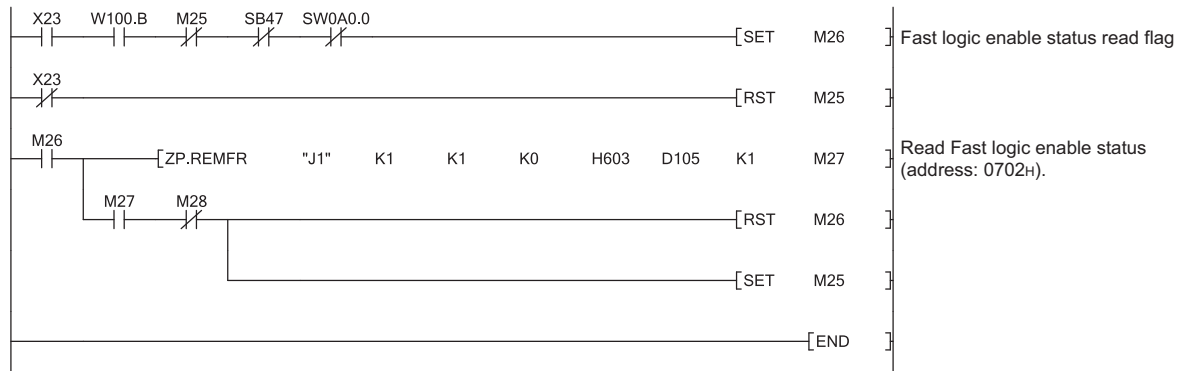 X23 W100.B M25 SB47 SW0A0.0
SET M26 Fast logic enable status read flag
X23
RST M25
M26
ZP.REMFR "J1" K1 K1 K0 H603 D105 K1 M27 Read Fast logic enable status
(address: 0702H).
M27 M28
RST M26
SET M25
END